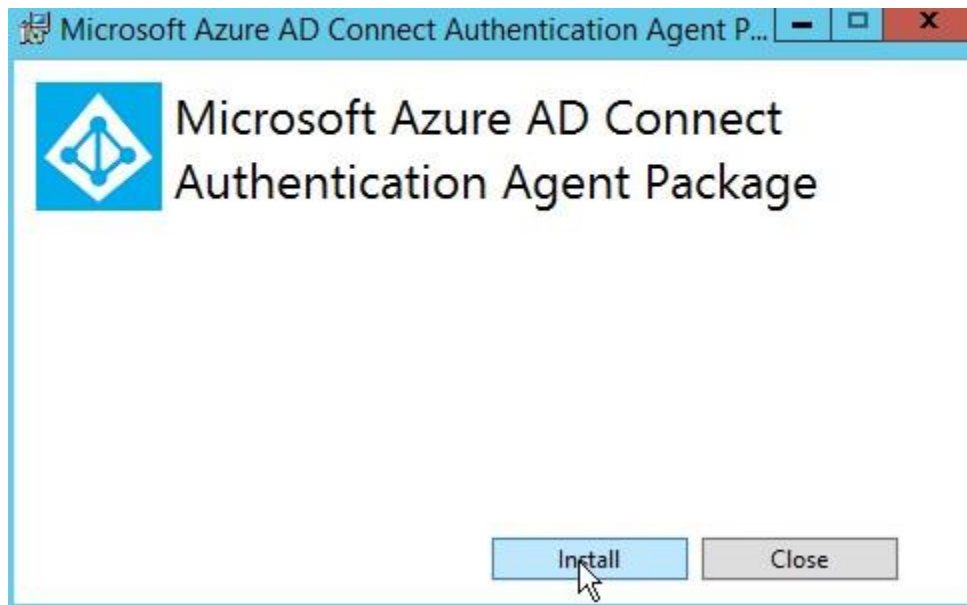 Microsoft Azure AD Connect Authentication Agent P...
Microsoft Azure AD Connect
Authentication Agent Package
Install
Close